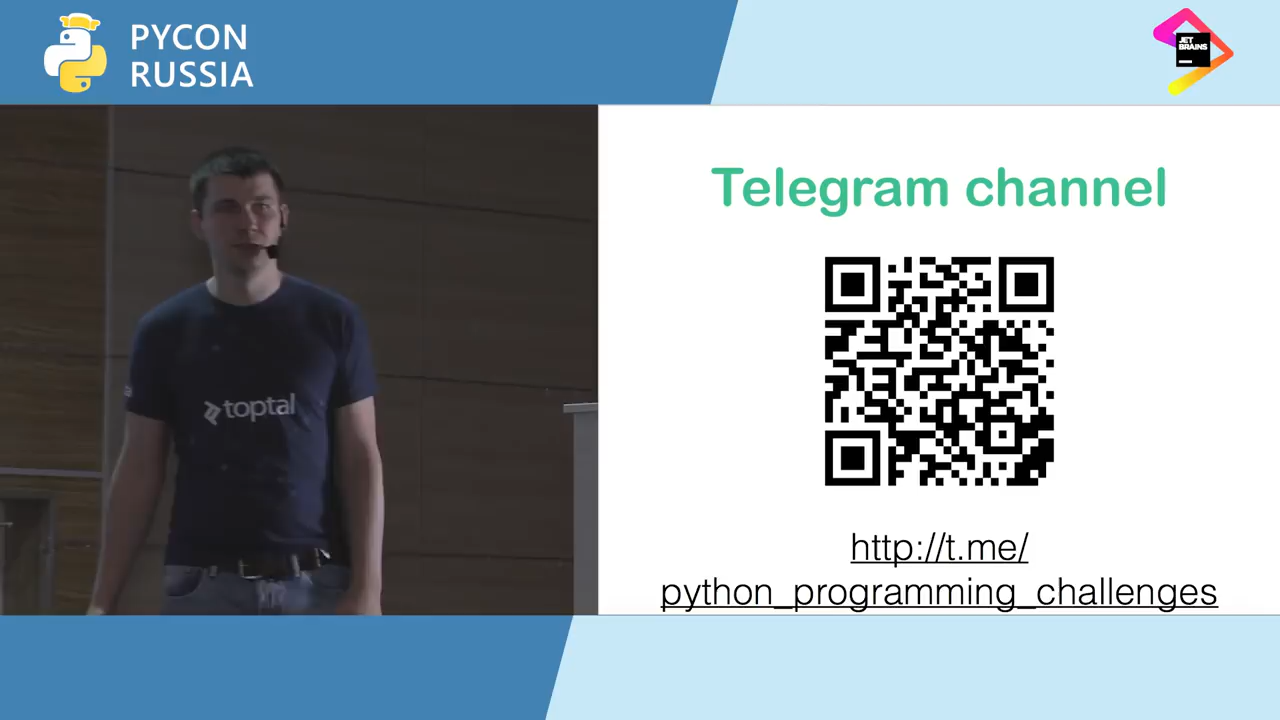 PYCON
RUSSIA
JET
BRAINS
Telegram channel
toptal
http://t.me/
python_programming_challenges